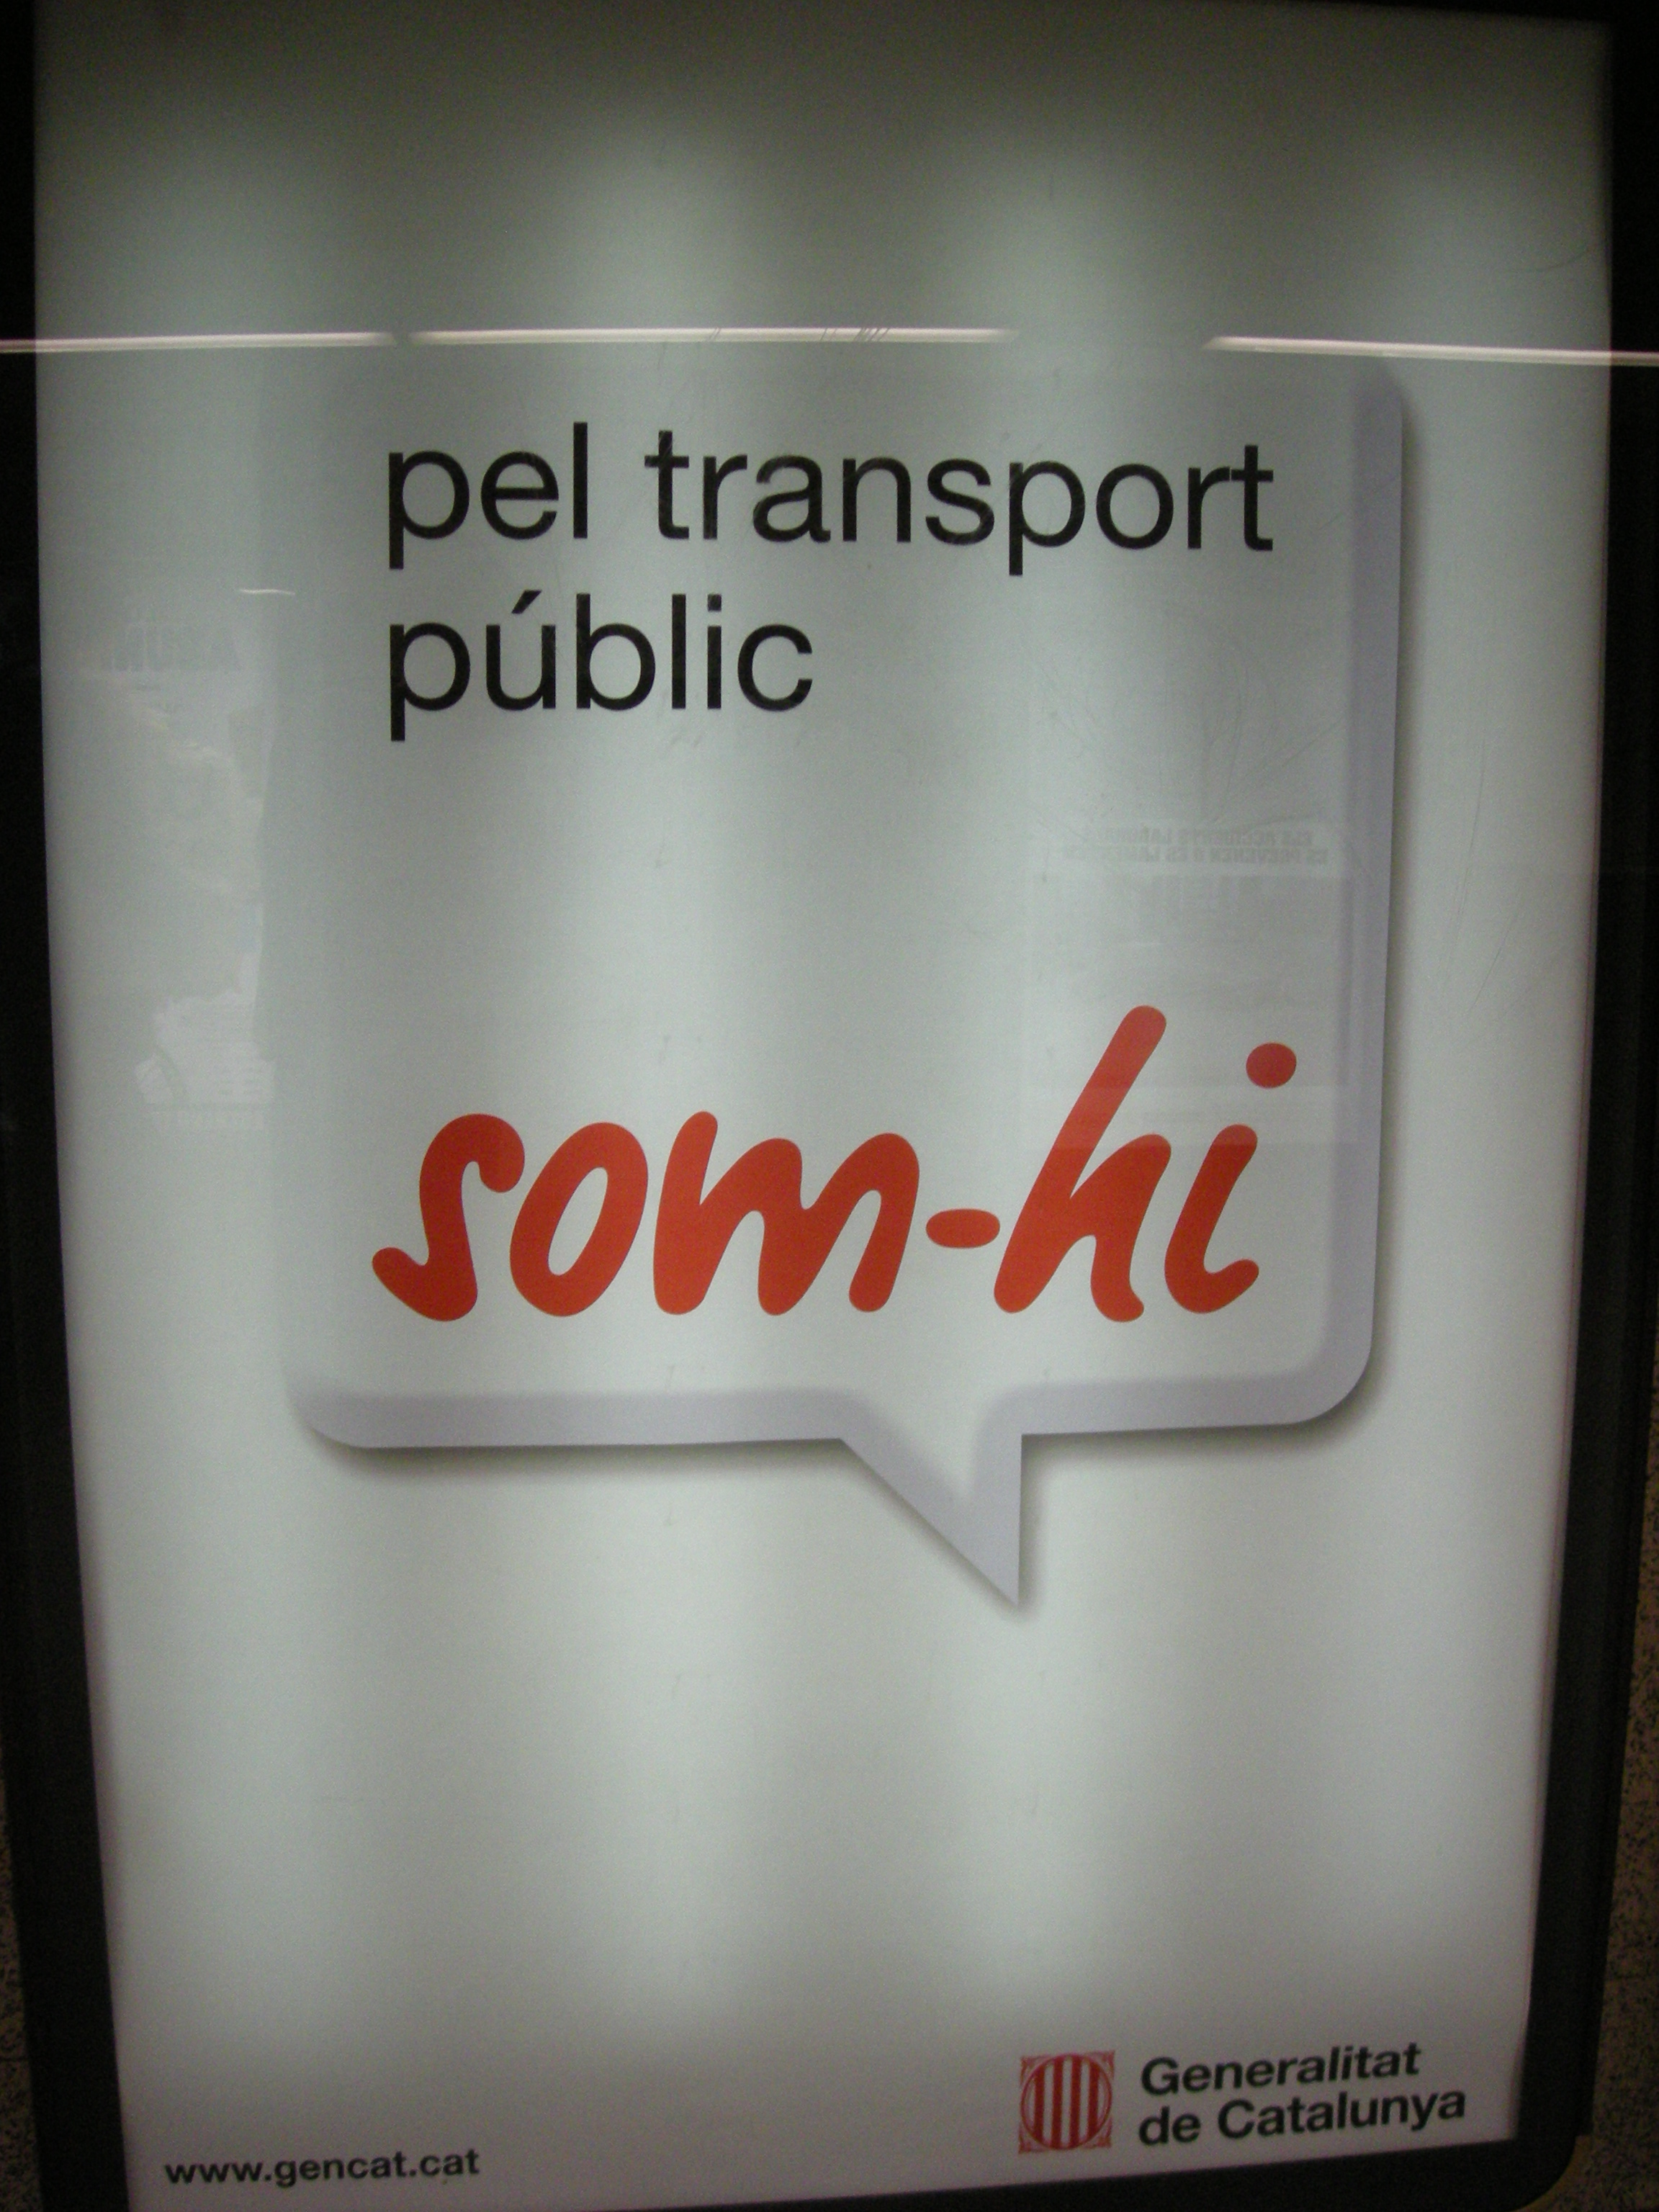 pel transport
públic
som-hi
Generalitat
de Catalunya
www.gencat.cat